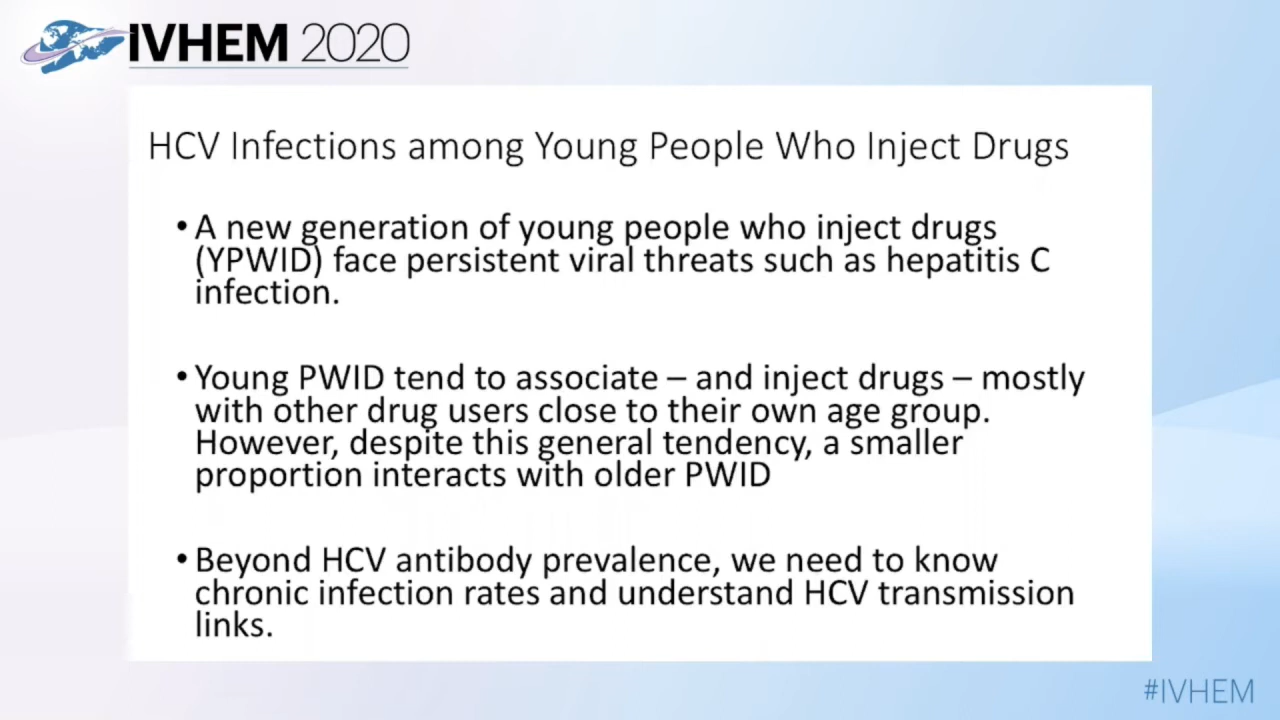 IVHEM 2020
HCV Infections among Young People Who Inject Drugs
• A new generation of young people who inject drugs
(YPWID) face persistent viral threats such as hepatitis C
infection.
• Young PWID tend to associate – and inject drugs – mostly
with other drug users close to their own age group.
However, despite this general tendency, a smaller
proportion interacts with older PWID
• Beyond HCV antibody prevalence, we need to know
chronic infection rates and understand HCV transmission
links.
#IVHEM